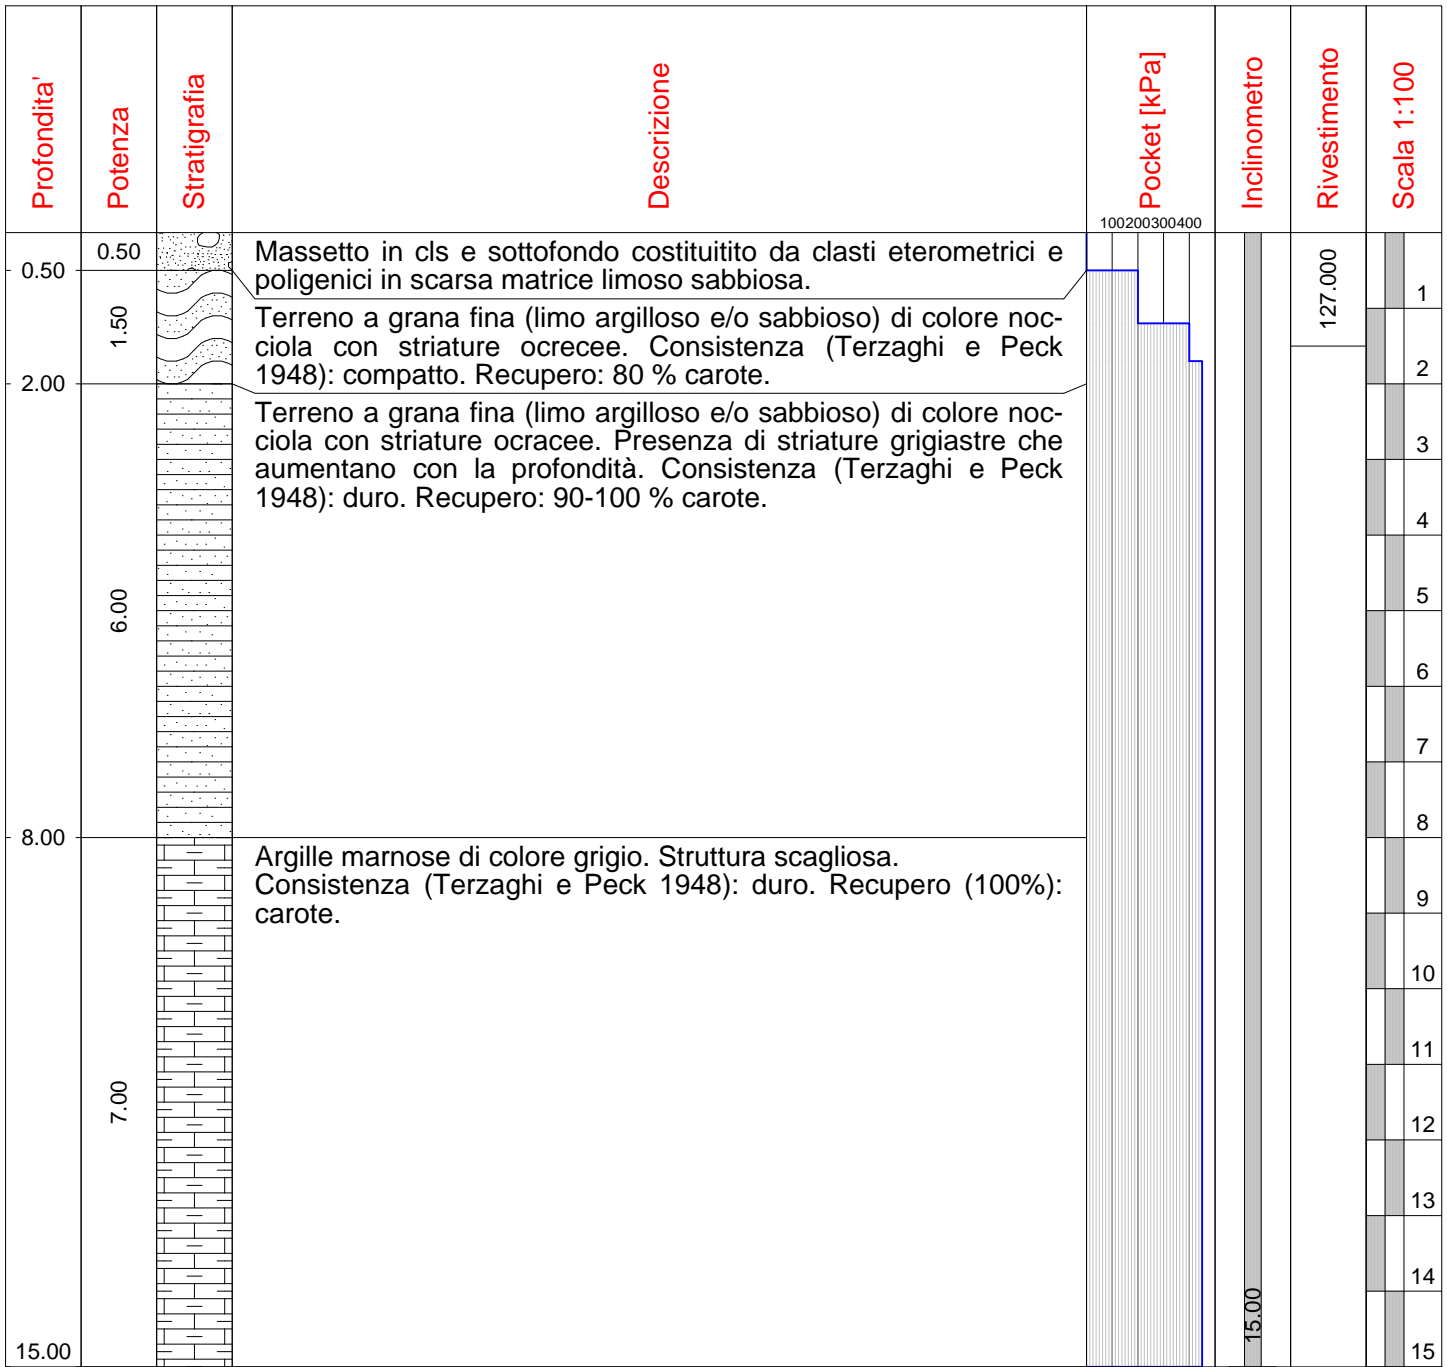 Profondita'
Potenza
Stratigrafia
Descrizione
Pocket [kPa]
Inclinometro
Rivestimento
Scala 1:100
100200300400
0.50
0.50
Massetto in cls e sottofondo costituitito da clasti eterometrici e
poligenici in scarsa matrice limoso sabbiosa.
127.000
1.50
2.00
Terreno a grana fina (limo argilloso e/o sabbioso) di colore noc-
ciola con striature ocrecee. Consistenza (Terzaghi e Peck
1948): compatto. Recupero: 80 % carote.
6.00
8.00
Terreno a grana fina (limo argilloso e/o sabbioso) di colore noc-
ciola con striature ocracee. Presenza di striature grigiastre che
aumentano con la profondità. Consistenza (Terzaghi e Peck
1948): duro. Recupero: 90-100 % carote.
7.00
15.00
Argille marnose di colore grigio. Struttura scagliosa.
Consistenza (Terzaghi e Peck 1948): duro. Recupero (100%):
carote.
15.00
1
2
3
4
5
6
7
8
9
10
11
12
13
14
15